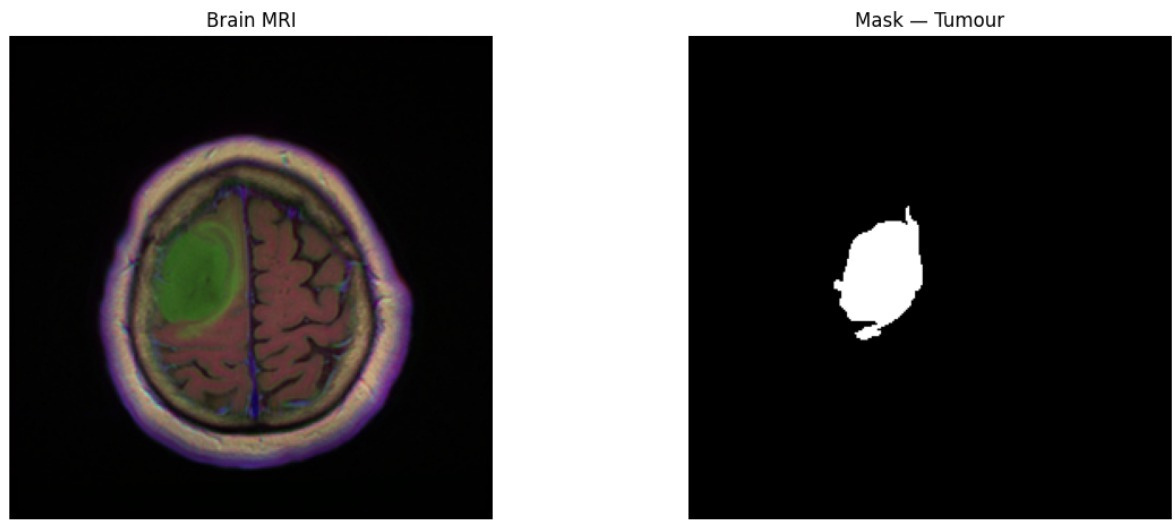 Brain MRI
Mask — Tumour